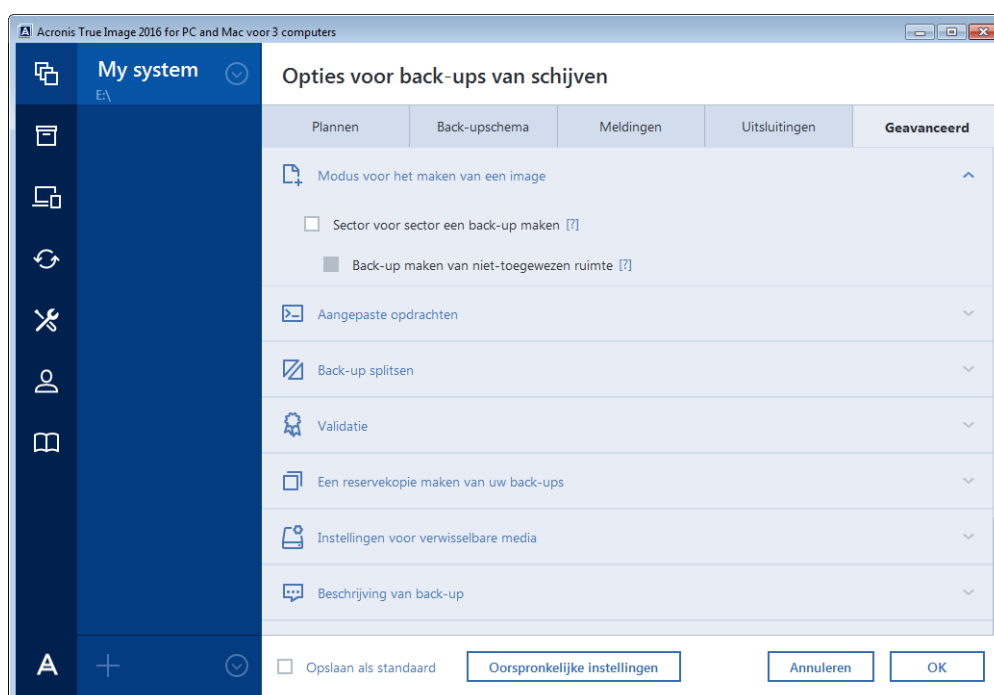 Acronis True Image 2016 for PC and Mac voor 3 computers
My system
E:\
Opties voor back-ups van schijven
Plannen
Back-upschema
Meldingen
Uitsluitingen
Geavanceerd
Modus voor het maken van een image
Sector voor sector een back-up maken [?]
Back-up maken van niet-toegewezen ruimte [?]
Aangepaste opdrachten
Back-up splitsen
Validatie
Een reservekopie maken van uw back-ups
Instellingen voor verwisselbare media
Beschrijving van back-up
Opslaan als standaard
Oorspronkelijke instellingen
Annuleren
OK